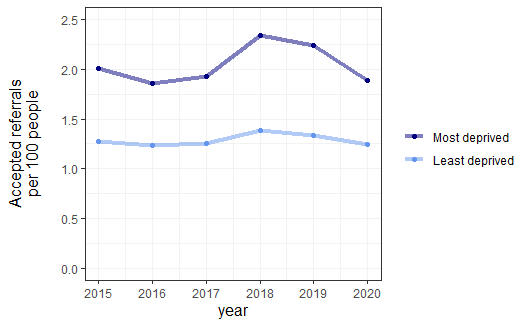 2.5
2.0
1.5
1.0
0.5
0.0
Accepted referrals
per 100 people
2015 2016 2017 2018 2019 2020
year
Most deprived
Least deprived